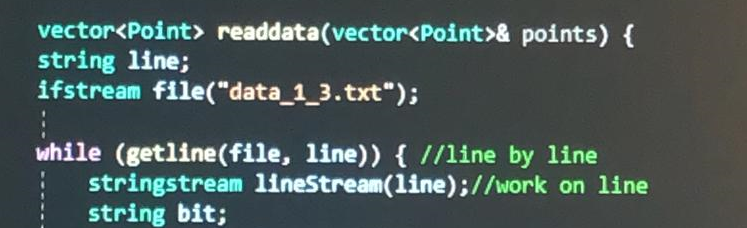 vector<Point> readdata(vector<Point>& points) {
string line;
ifstream file("data_1_3.txt");
while (getline(file, line)) { //line by line
stringstream lineStream(line);//work on line
string bit;